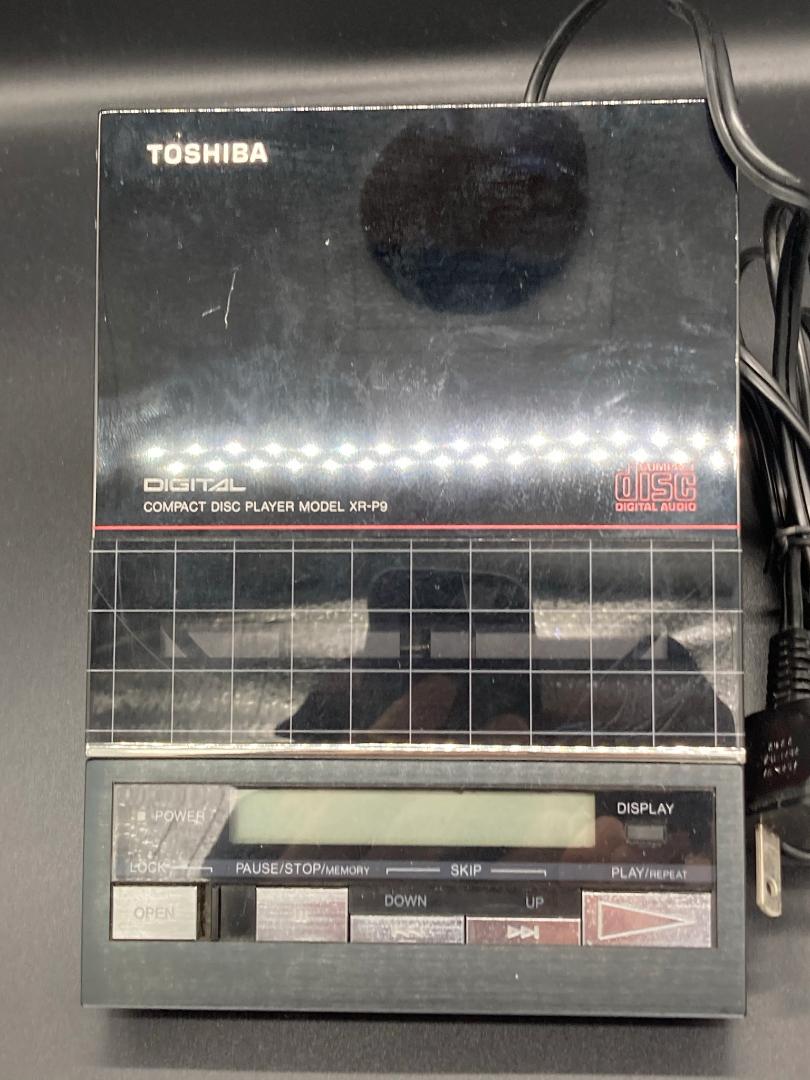 TOSHIBA
DIGITAL
COMPACT DISC PLAYER MODEL XR-P9
COMPACT
disc
DIGITAL AUDIO
POWER
DISPLAY
LOCK
PAUSE/STOP/MEMORY
SKIP
PLAY/REPEAT
OPEN
DOWN
UP